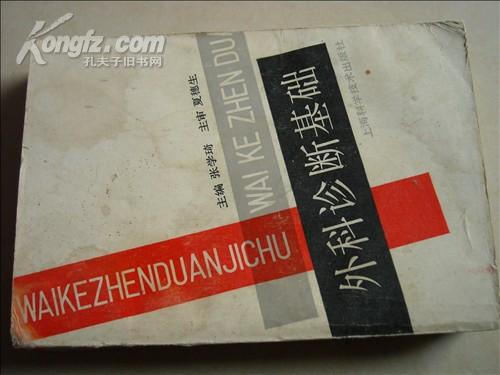 Kongfz.com
孔夫子旧书网
主编 张学琦 主审 夏穗生
WAI KE ZHEN DUA
外科诊断基础
上海科学技术出版社
WAIKEZHENDUANJICHU